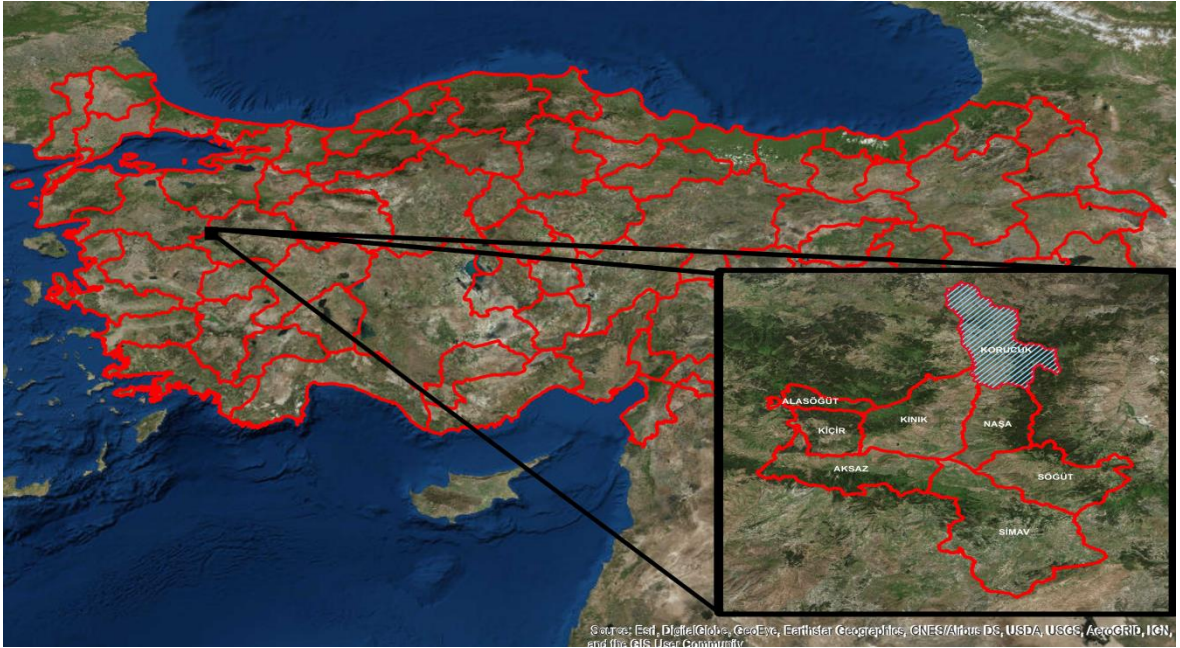 KORUCUK
ALASÖĞÜT
KINIK
NAŞA
KİÇİR
AKSAZ
SÖĞÜT
SİMAV
Source: Esri, DigitalGlobe, GeoEye, Earthstar Geographics, CNES/Airbus DS, USDA, USGS, AeroGRID, IGN,
and the GIS User Community